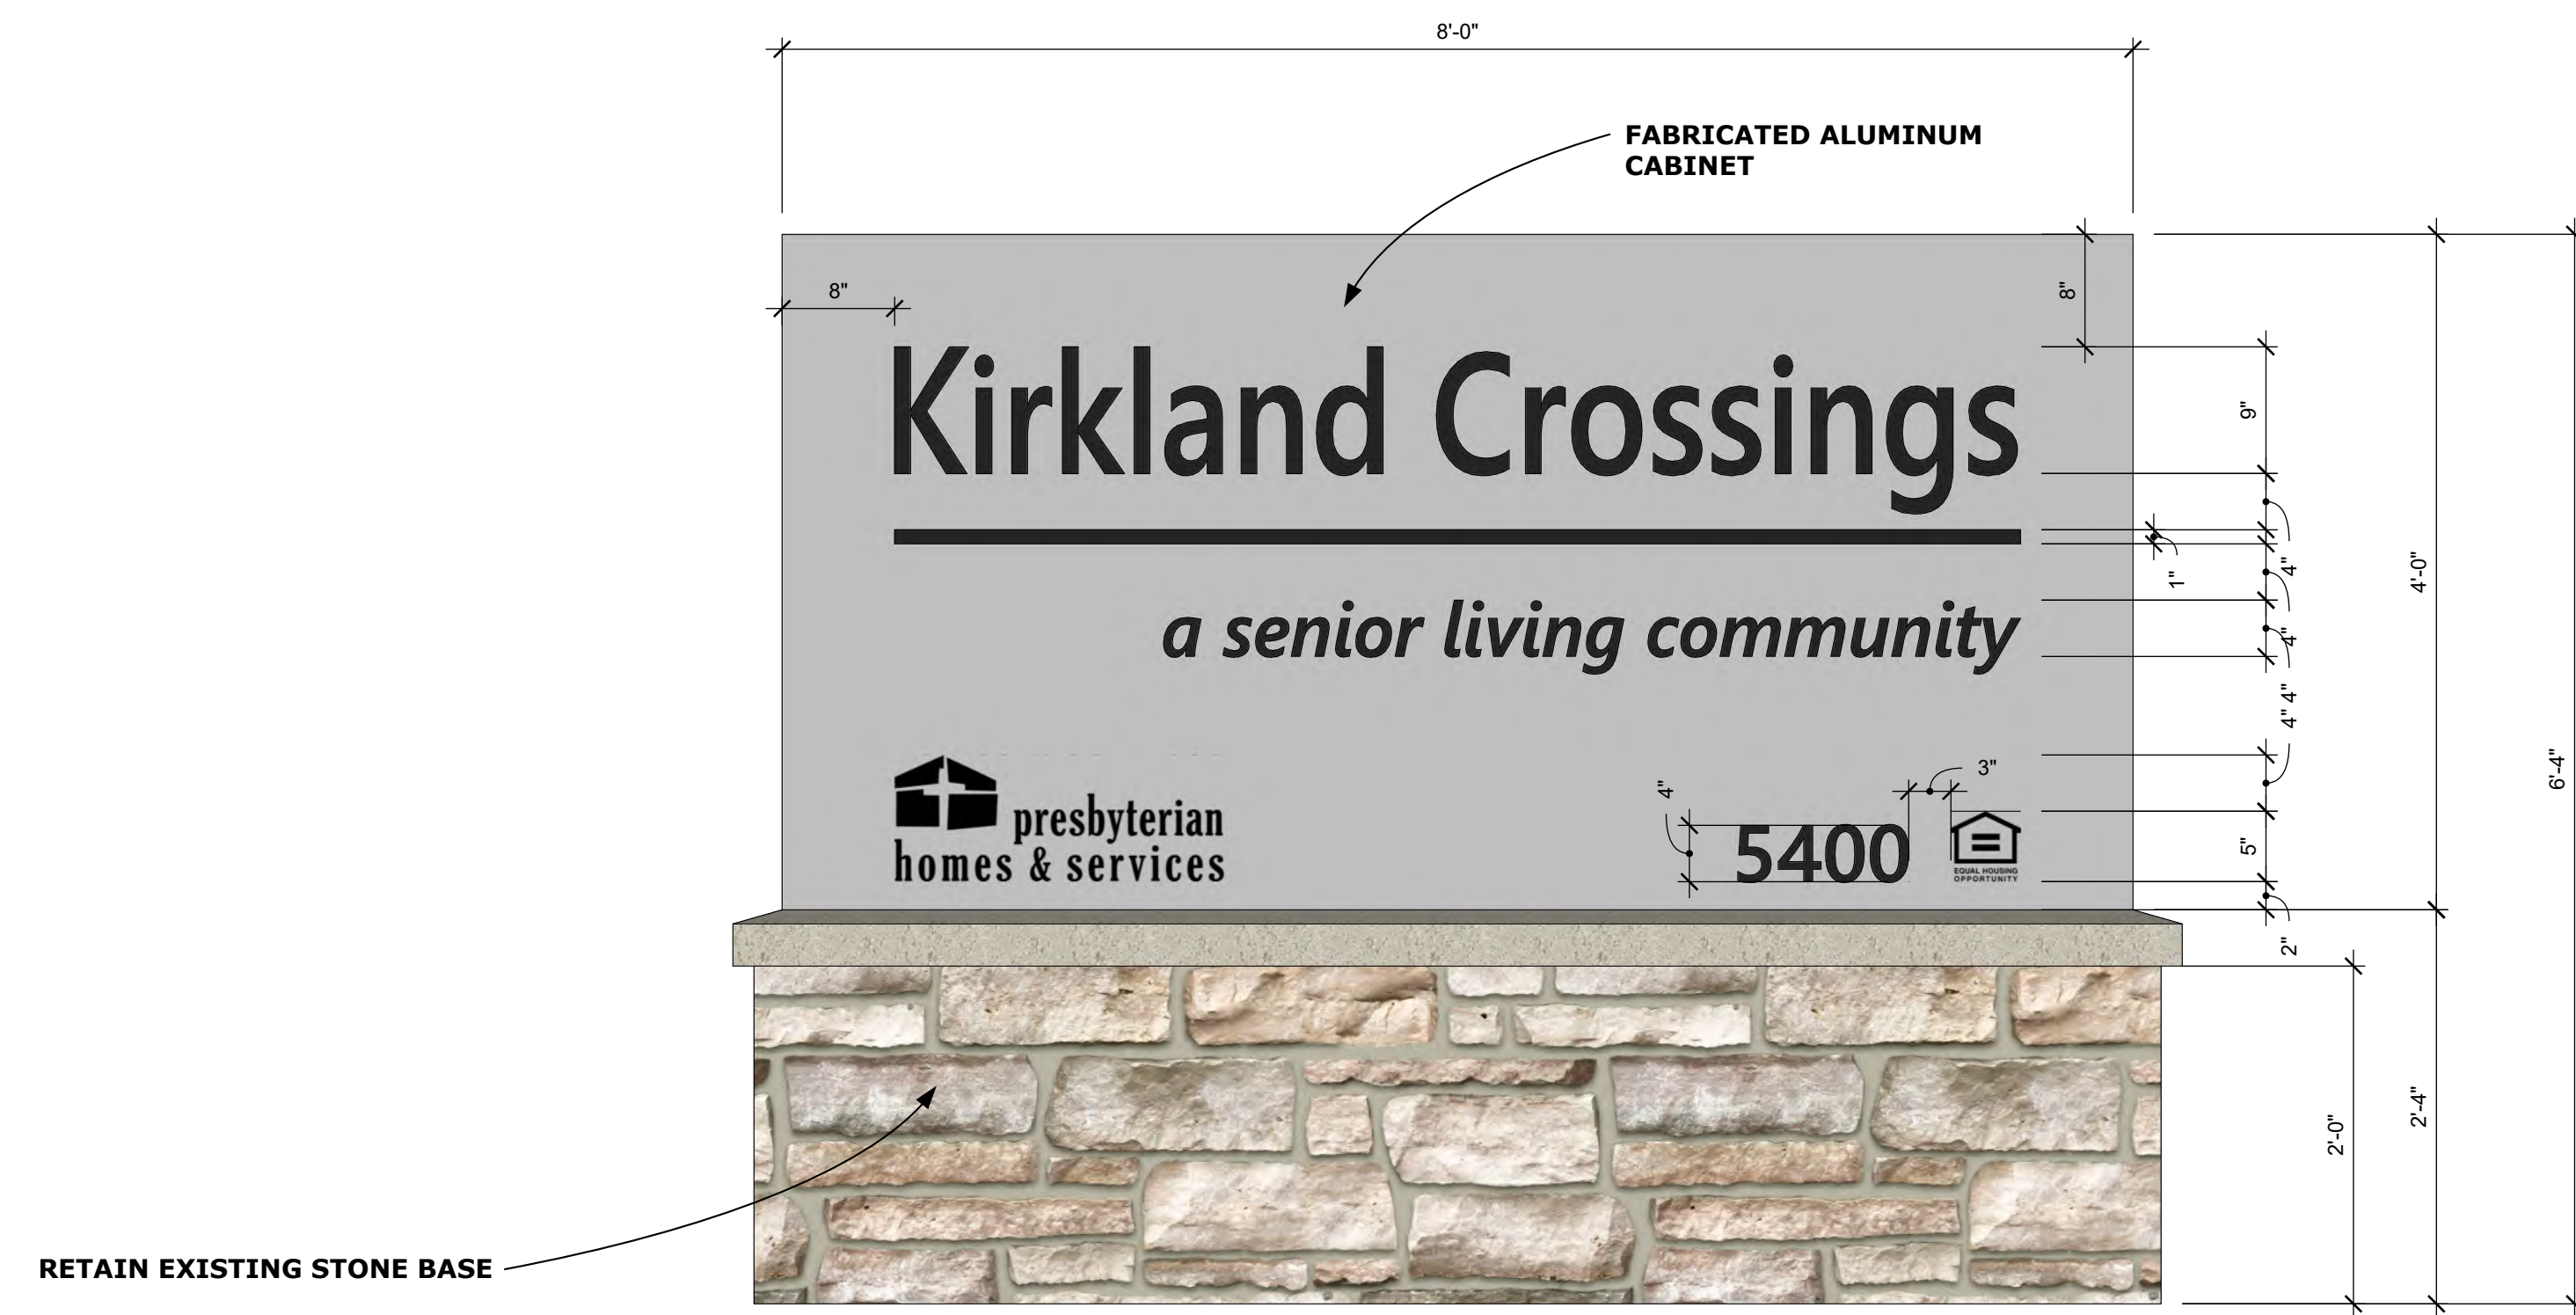 8'-0"
FABRICATED ALUMINUM
CABINET
8"
8"
Kirkland Crossings
9"
4"
1"
4'-0"
a senior living community
4"
4"
4"
6'-4"
presbyterian
homes & services
4"
3"
5400
EQUAL HOUSING
OPPORTUNITY
5"
2"
2'-0"
2'-4"
RETAIN EXISTING STONE BASE